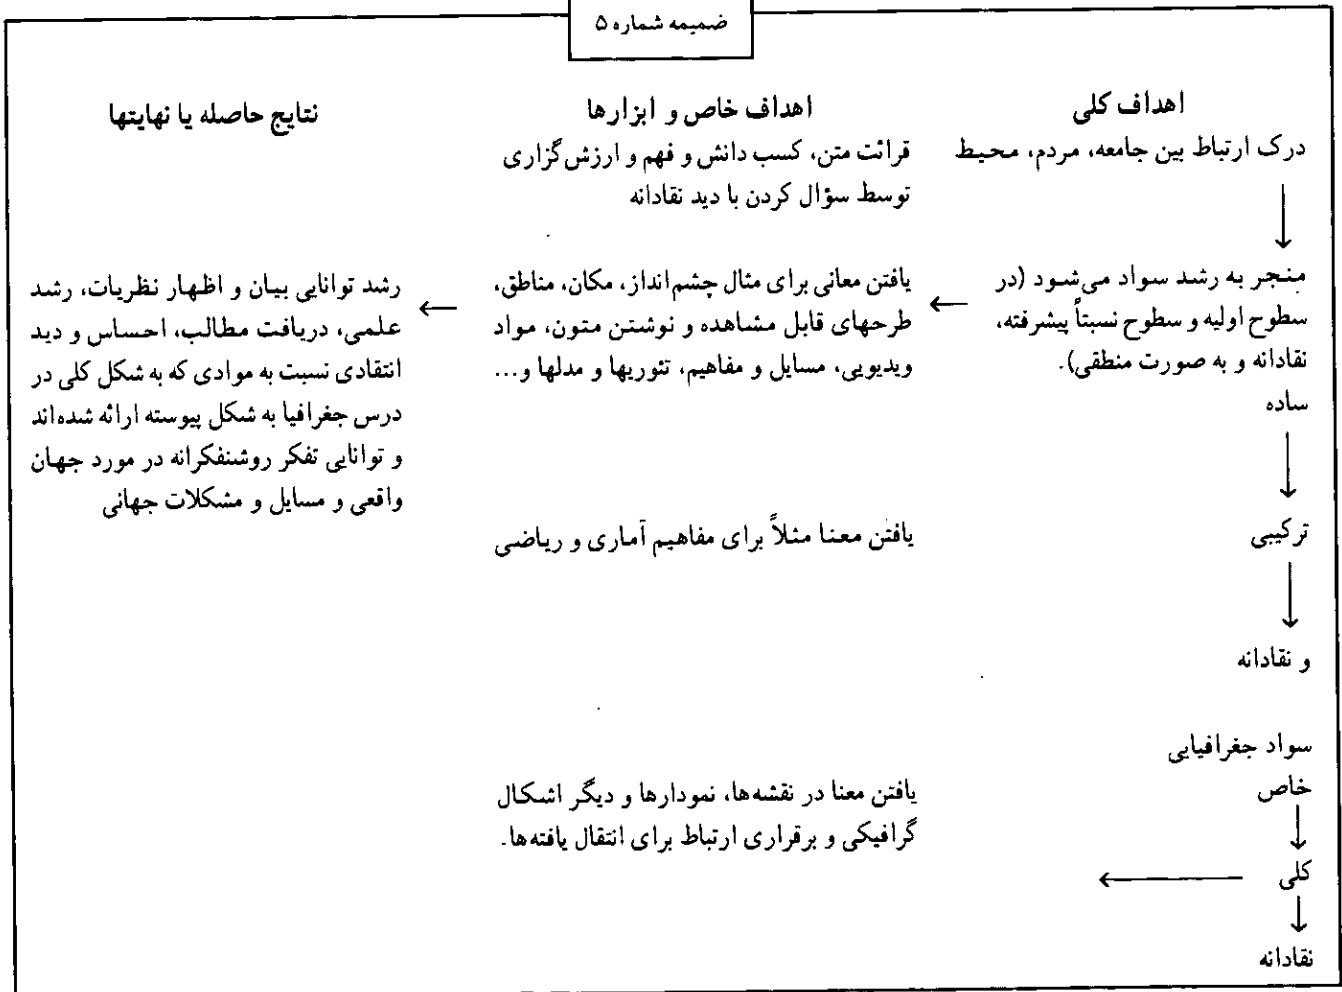 ضمیمه شماره ۵
اهداف کلی
درک ارتباط بین جامعه، مردم، محیط
↓
منجر به رشد سواد می‌شود (در
سطوح اولیه و سطوح نسبتاً پیشرفته،
نقادانه و به صورت منطقی).
ساده
↓
ترکیبی
↓
و نقادانه
سواد جغرافیایی
خاص
↓
کلی ←
↓
نقادانه
اهداف خاص و ابزارها
قرائت متن، کسب دانش و فهم و ارزش‌گزاری
توسط سؤال کردن با دید نقادانه
← یافتن معانی برای مثال چشم‌انداز، مکان، مناطق،
طرحهای قابل مشاهده و نوشتن متون، مواد
ویدیویی، مسایل و مفاهیم، تئوریها و مدلها و...
یافتن معنا مثلاً برای مفاهیم آماری و ریاضی
یافتن معنا در نقشه‌ها، نمودارها و دیگر اشکال
گرافیکی و برقراری ارتباط برای انتقال یافته‌ها.
نتایج حاصله یا نهایتها
← رشد توانایی بیان و اظهار نظریات، رشد
علمی، دریافت مطالب، احساس و دید
انتقادی نسبت به موادی که به شکل کلی در
درس جغرافیا به شکل پیوسته ارائه شده‌اند
و توانایی تفکر روشنفکرانه در مورد جهان
واقعی و مسایل و مشکلات جهانی